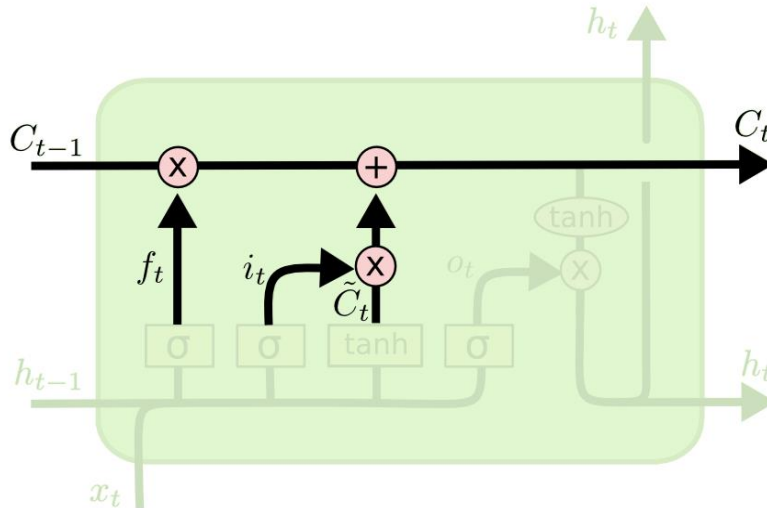 h_t
C_{t-1} × + C_t
tanh
f_t i_t × o_t ×
C̃_t
σ σ tanh σ
h_{t-1} h_t
x_t